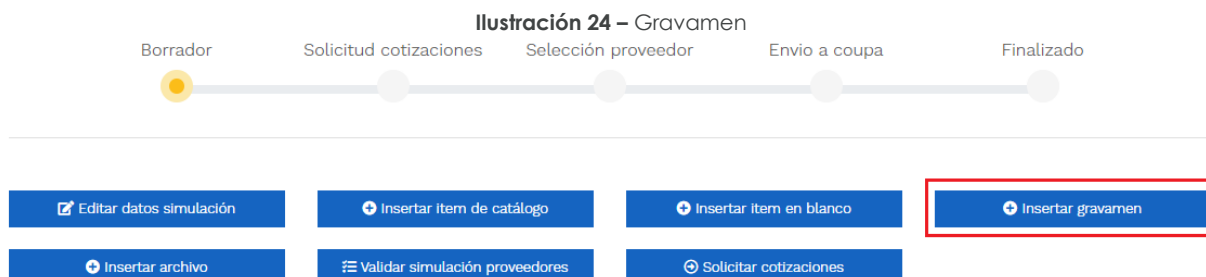 Ilustración 24 – Gravamen
Borrador Solicitud cotizaciones Selección proveedor Envio a coupa Finalizado
Editar datos simulación Insertar item de catálogo Insertar item en blanco Insertar gravamen
Insertar archivo Validar simulación proveedores Solicitar cotizaciones